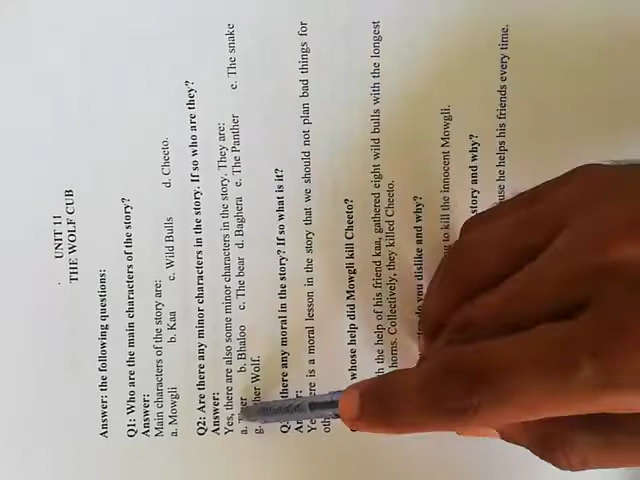 UNIT 11
THE WOLF CUB
Answer: the following questions:
Q1: Who are the main characters of the story?
Answer:
Main characters of the story are:
a. Mowgli b. Kaa c. Wild Bulls d. Cheeto.
Q2: Are there any minor characters in the story. If so who are they?
Answer:
Yes, there are also some minor characters in the story. They are:
a. b. Bhaloo c. The bear d. Baghera e. The Panther e. The snake
g. Wolf.
there any moral in the story? If so what is it?
is a moral lesson in the story that we should not plan bad things for
whose help did Mowgli kill Cheeto?
the help of his friend kaa, gathered eight wild bulls with the longest
horns. Collectively, they killed Cheeto.
do you dislike and why?
to kill the innocent Mowgli.
story and why?
he helps his friends every time.